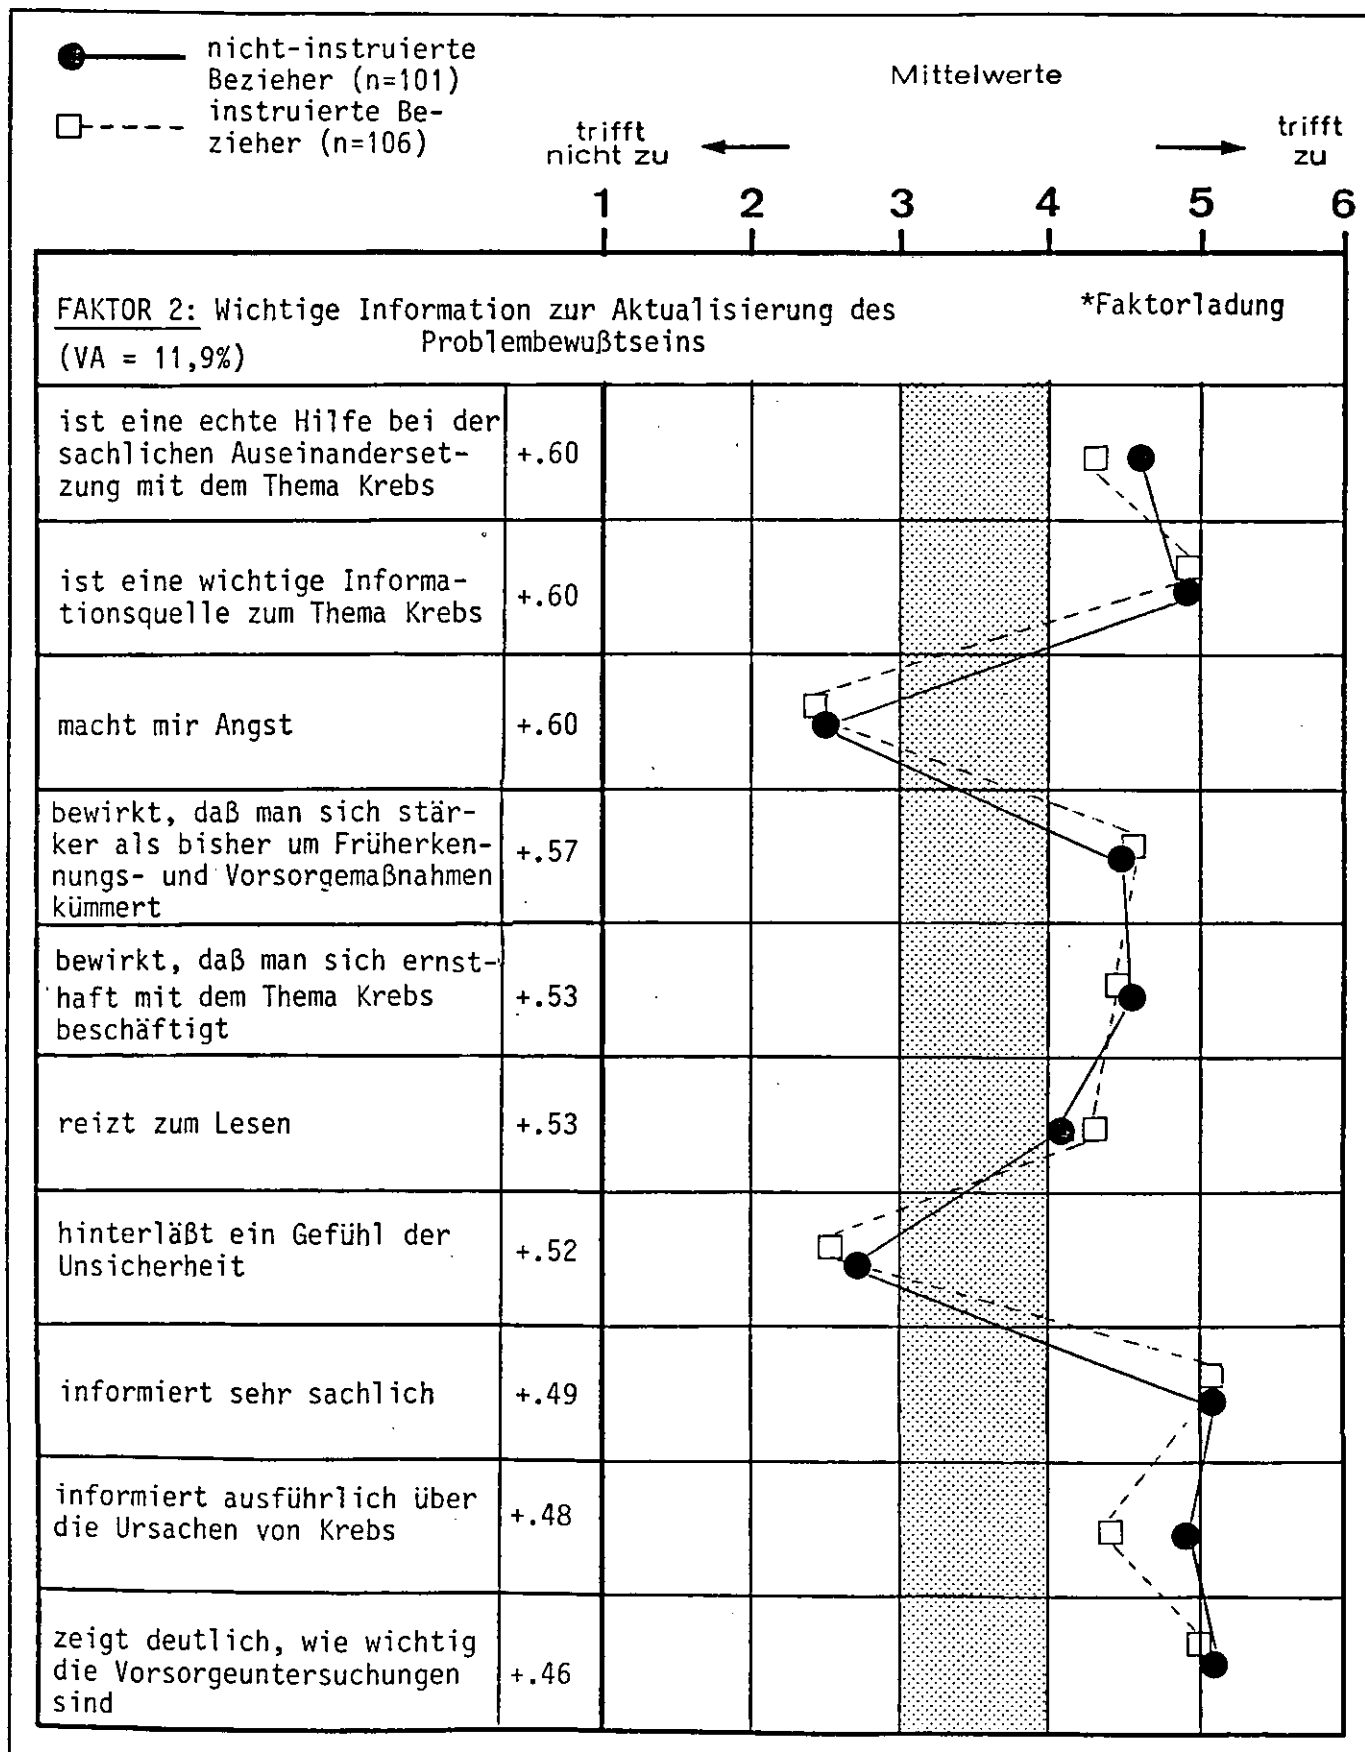 nicht-instruierte
Bezieher (n=101)
instruierte Be-
zieher (n=106)
Mittelwerte
trifft
nicht zu
trifft
zu
1 2 3 4 5 6
FAKTOR 2: Wichtige Information zur Aktualisierung des
Problembewußtseins
(VA = 11,9%)
*Faktorladung
ist eine echte Hilfe bei der
sachlichen Auseinanderset-
zung mit dem Thema Krebs
+.60
ist eine wichtige Informa-
tionsquelle zum Thema Krebs
+.60
macht mir Angst
+.60
bewirkt, daß man sich stär-
ker als bisher um Früherken-
nungs- und Vorsorgemaßnahmen
kümmert
+.57
bewirkt, daß man sich ernst-
haft mit dem Thema Krebs
beschäftigt
+.53
reizt zum Lesen
+.53
hinterläßt ein Gefühl der
Unsicherheit
+.52
informiert sehr sachlich
+.49
informiert ausführlich über
die Ursachen von Krebs
+.48
zeigt deutlich, wie wichtig
die Vorsorgeuntersuchungen
sind
+.46